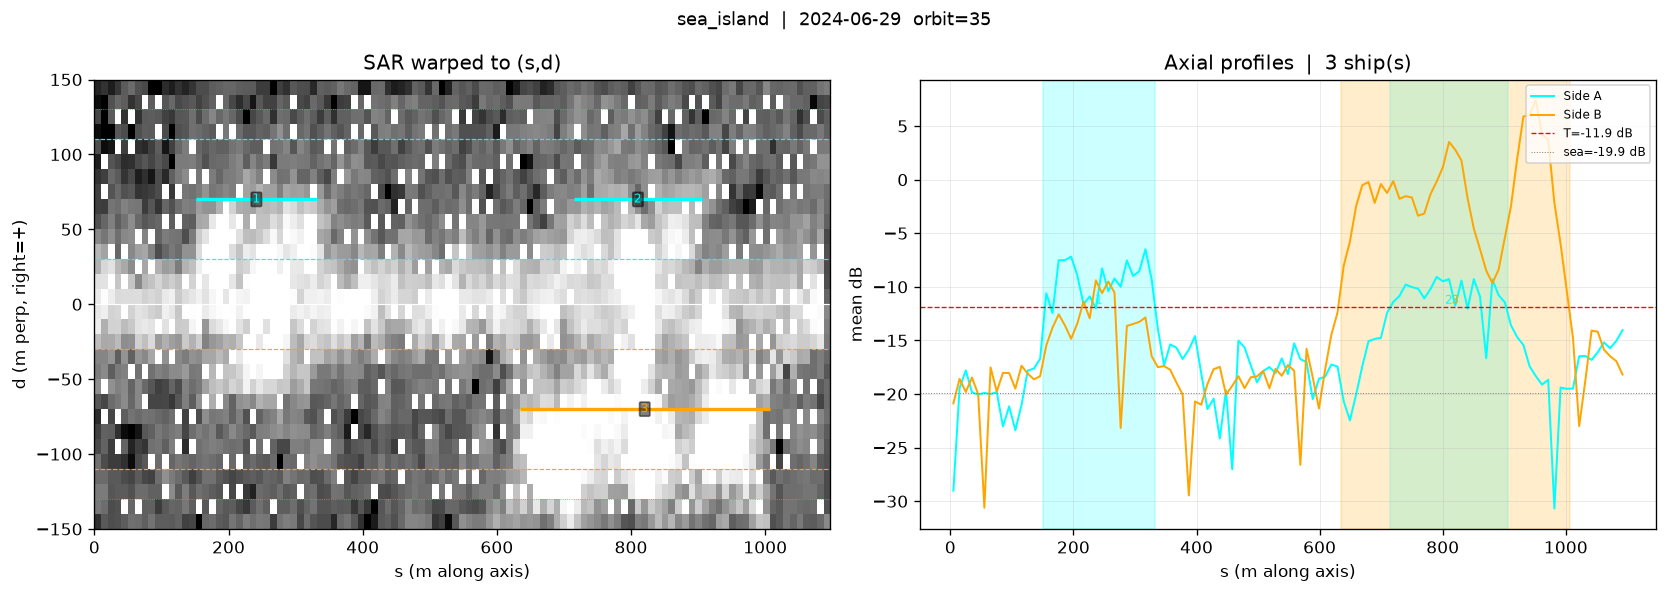 sea_island | 2024-06-29 orbit=35
SAR warped to (s,d)
150
100
50
0
−50
−100
−150
d (m perp, right=+)
1
2
3
0
200
400
600
800
1000
s (m along axis)
Axial profiles | 3 ship(s)
5
0
−5
−10
−15
−20
−25
−30
mean dB
Side A
Side B
T=-11.9 dB
sea=-19.9 dB
0
200
400
600
800
1000
s (m along axis)